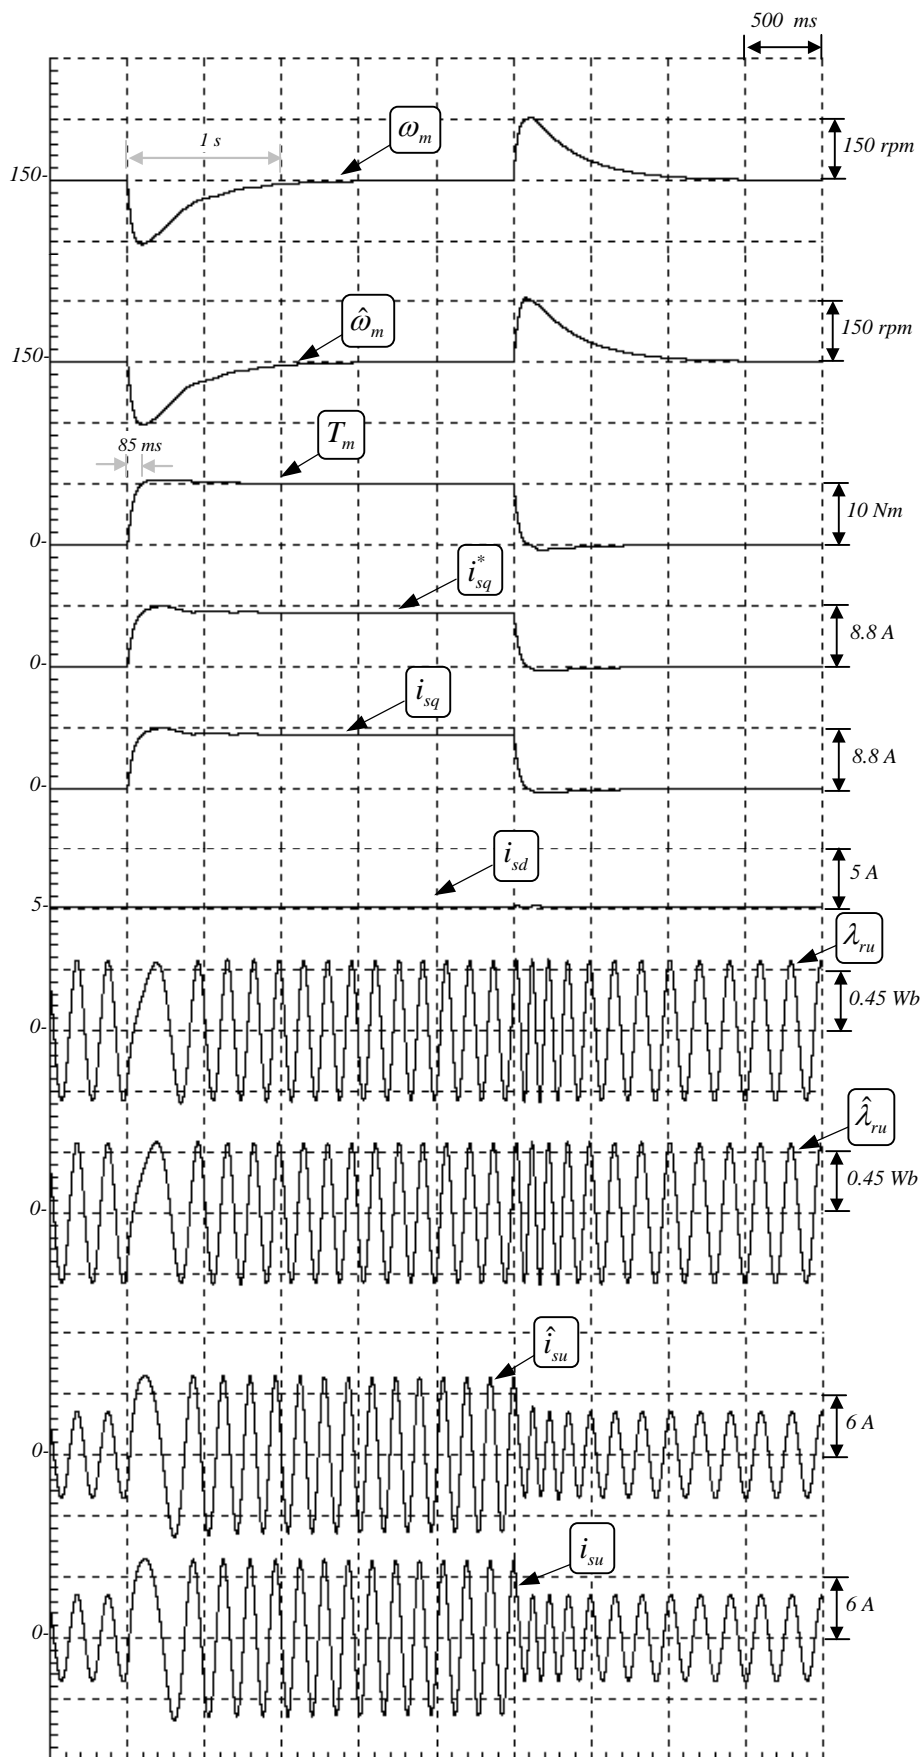 500 ms
ω_m
1 s
150 rpm
150-
ω̂_m
150 rpm
150-
T_m
85 ms
10 Nm
0-
i*_sq
8.8 A
0-
i_sq
8.8 A
0-
i_sd
5 A
5-
λ_ru
0.45 Wb
0-
λ̂_ru
0.45 Wb
0-
î_su
6 A
0-
i_su
6 A
0-